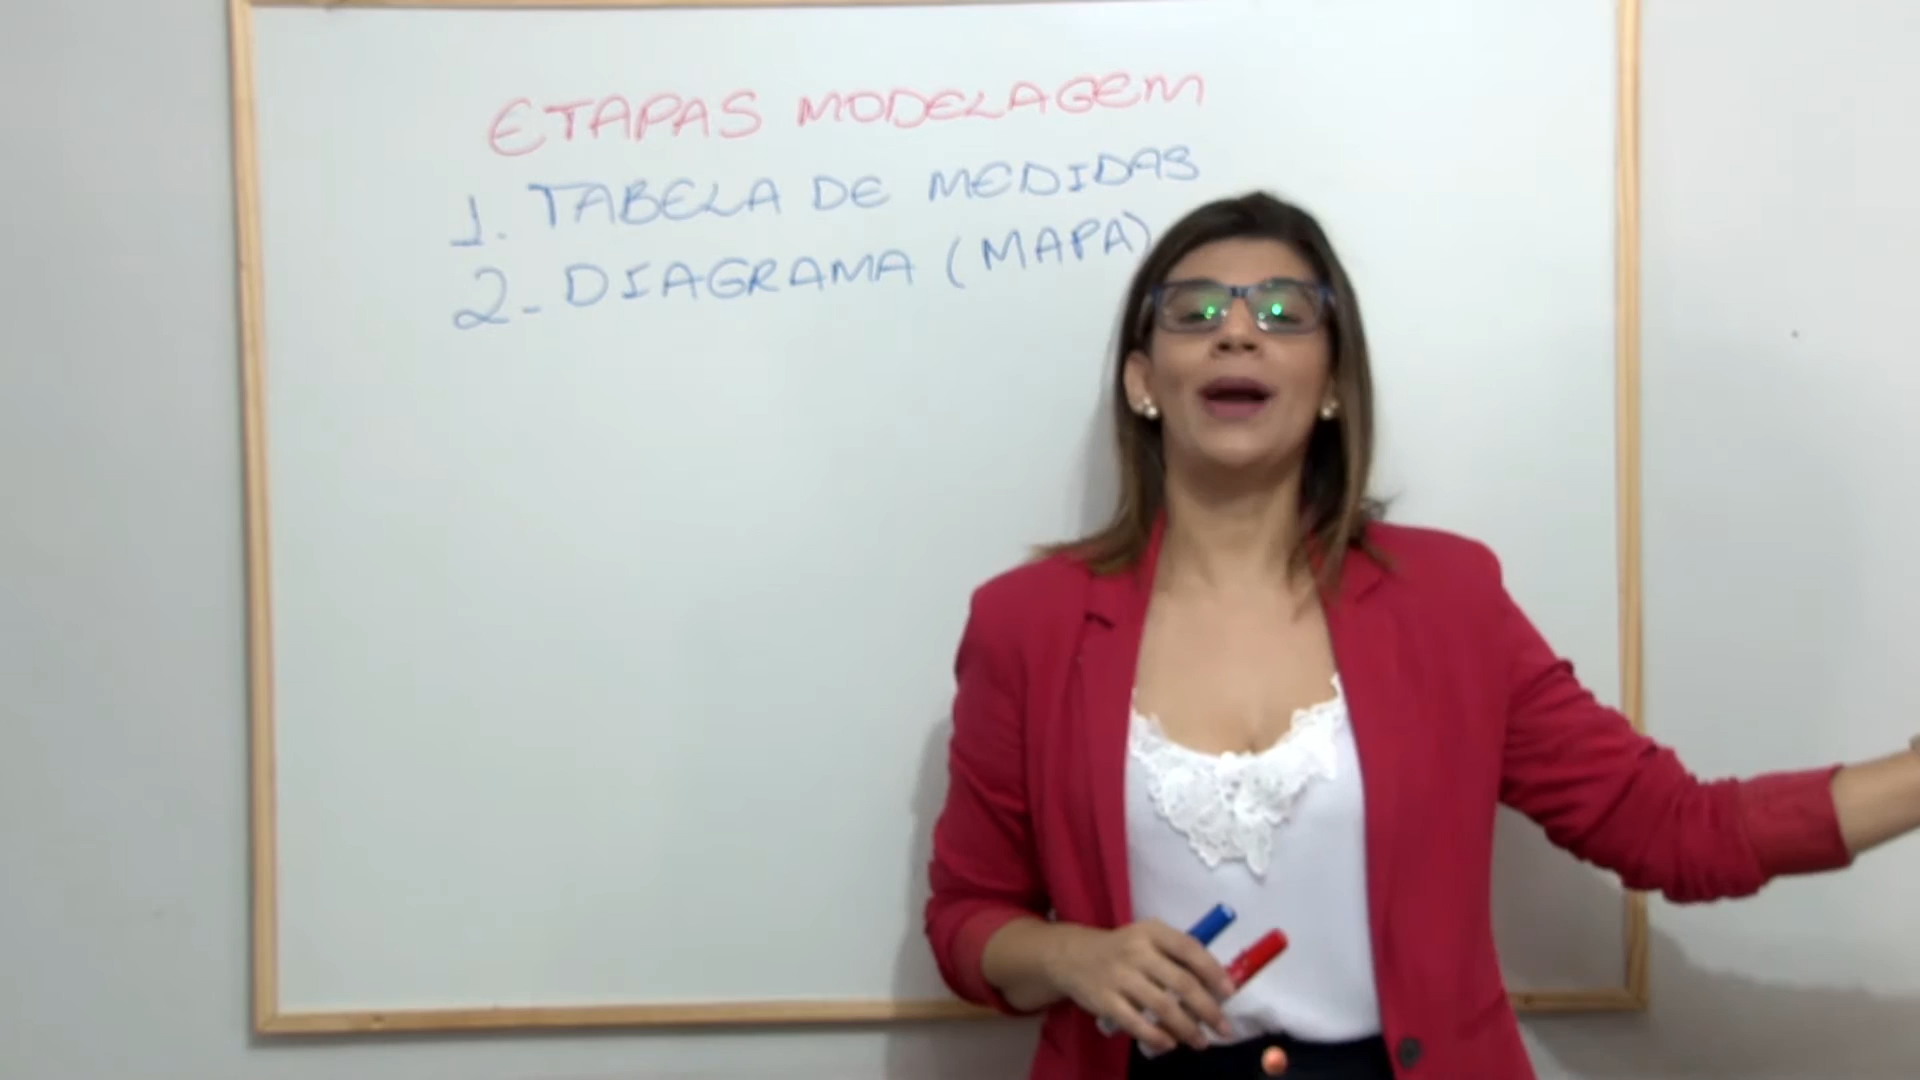 ETAPAS MODELAGEM
1. TABELA DE MEDIDAS
2- DIAGRAMA (MAPA)